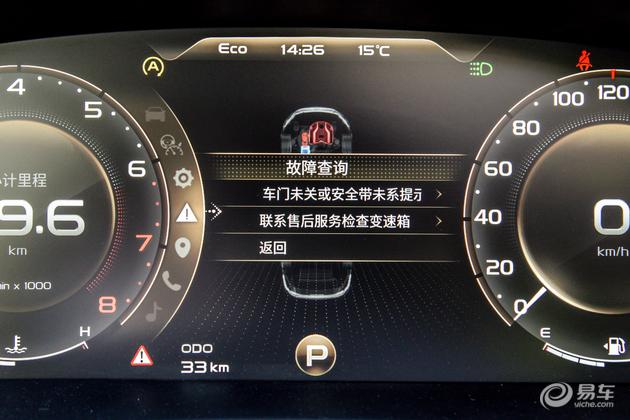 Eco 14:26 15℃
A
4
5
6
7
8
计里程
9.6
km
min x 1000
H
故障查询
车门未关或安全带未系提示
联系售后服务检查变速箱
返回
ODO
33 km
P
120
100
80
60
40
20
0
0
km/h
E
易车
yiche.com